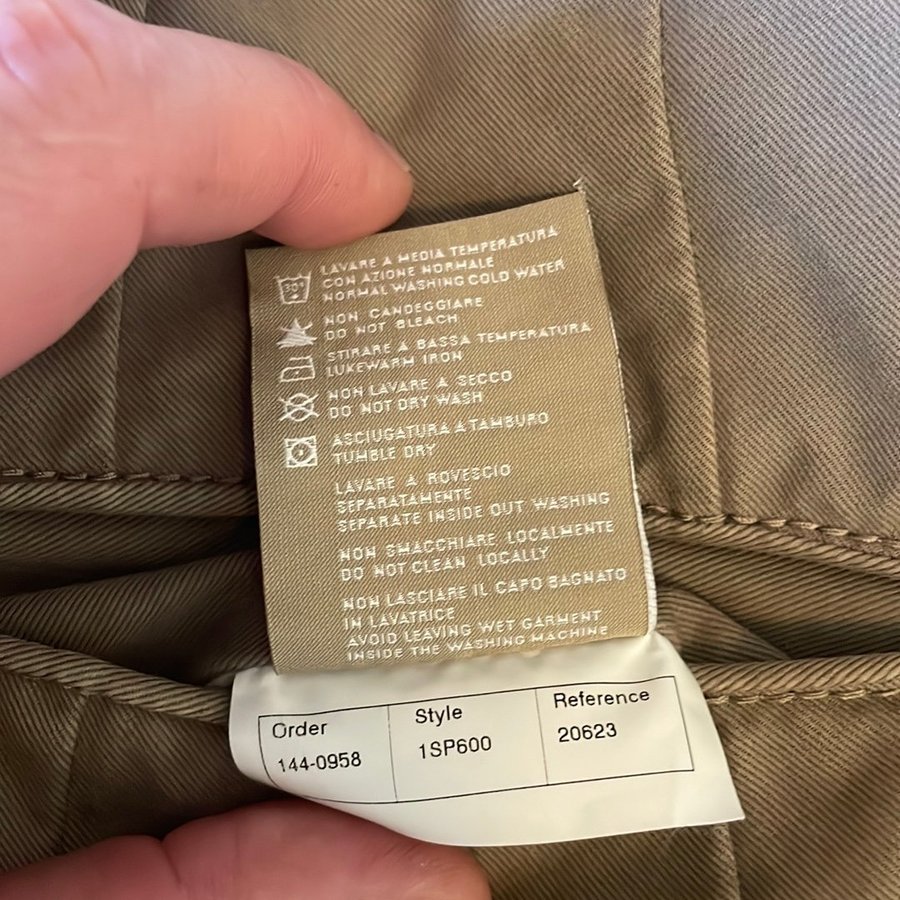 30°
LAVARE A MEDIA TEMPERATURA
CON AZIONE NORMALE
NORMAL WASHING COLD WATER
NON CANDEGGIARE
DO NOT BLEACH
STIRARE A BASSA TEMPERATURA
LUKEWARM IRON
NON LAVARE A SECCO
DO NOT DRY WASH
ASCIUGATURA A TAMBURO
TUMBLE DRY
LAVARE A ROVESCIO
SEPARATAMENTE
SEPARATE INSIDE OUT WASHING
NON SMACCHIARE LOCALMENTE
DO NOT CLEAN LOCALLY
NON LASCIARE IL CAPO BAGNATO
IN LAVATRICE
AVOID LEAVING WET GARMENT
INSIDE THE WASHING MACHINE
Order Style Reference
144-0958 1SP600 20623